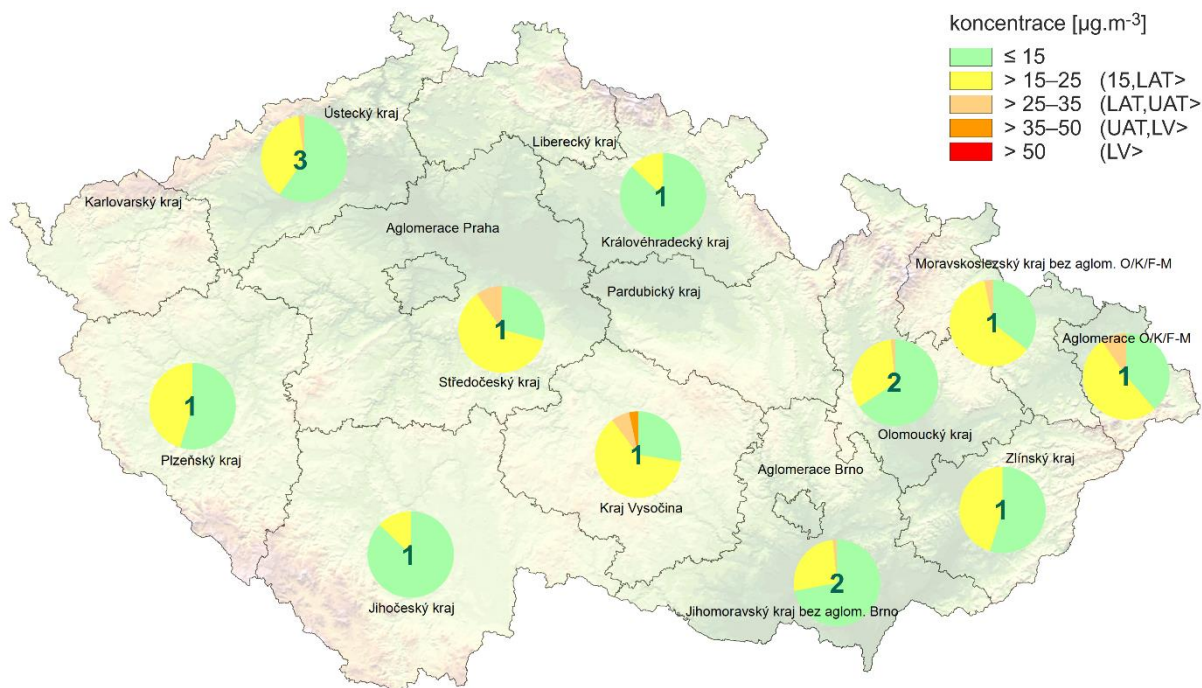 koncentrace [µg.m-3]
≤ 15
> 15–25 (15,LAT>
> 25–35 (LAT,UAT>
> 35–50 (UAT,LV>
> 50 (LV>
Ústecký kraj
3
Liberecký kraj
Karlovarský kraj
1
Královéhradecký kraj
Aglomerace Praha
Moravskoslezský kraj bez aglom. O/K/F-M
Pardubický kraj
1
1
Aglomerace O/K/F-M
Středočeský kraj
2
1
1
Olomoucký kraj
Plzeňský kraj
1
Kraj Vysočina
Aglomerace Brno
Zlínský kraj
1
1
Jihočeský kraj
2
Jihomoravský kraj bez aglom. Brno